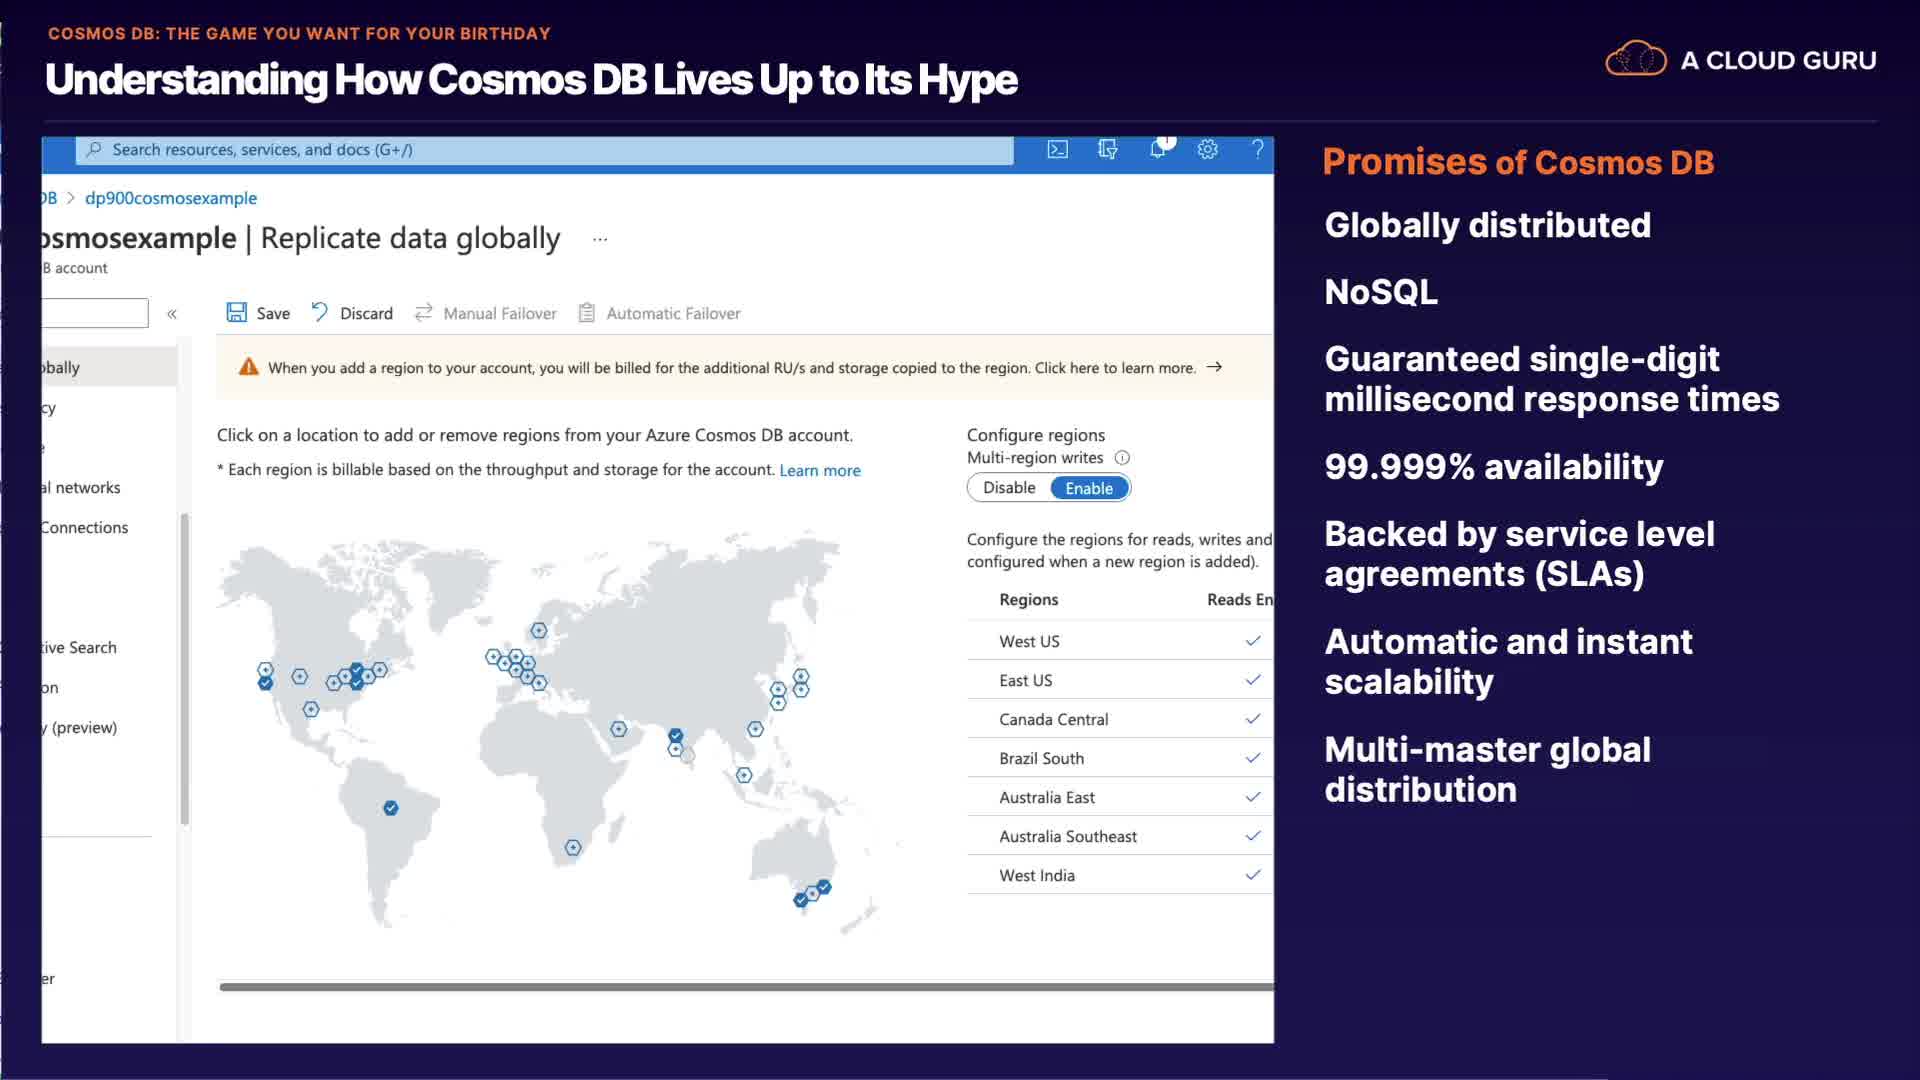 COSMOS DB: THE GAME YOU WANT FOR YOUR BIRTHDAY
Understanding How Cosmos DB Lives Up to Its Hype
A CLOUD GURU
Search resources, services, and docs (G+/)
DB > dp900cosmosexample
osmosexample | Replicate data globally ...
B account
«
Save
Discard
Manual Failover
Automatic Failover
obally
cy
e
al networks
Connections
tive Search
on
y (preview)
er
When you add a region to your account, you will be billed for the additional RU/s and storage copied to the region. Click here to learn more. →
Click on a location to add or remove regions from your Azure Cosmos DB account.
* Each region is billable based on the throughput and storage for the account. Learn more
Configure regions
Multi-region writes
Disable Enable
Configure the regions for reads, writes and
configured when a new region is added).
Regions Reads En
West US
East US
Canada Central
Brazil South
Australia East
Australia Southeast
West India
Promises of Cosmos DB
Globally distributed
NoSQL
Guaranteed single-digit
millisecond response times
99.999% availability
Backed by service level
agreements (SLAs)
Automatic and instant
scalability
Multi-master global
distribution